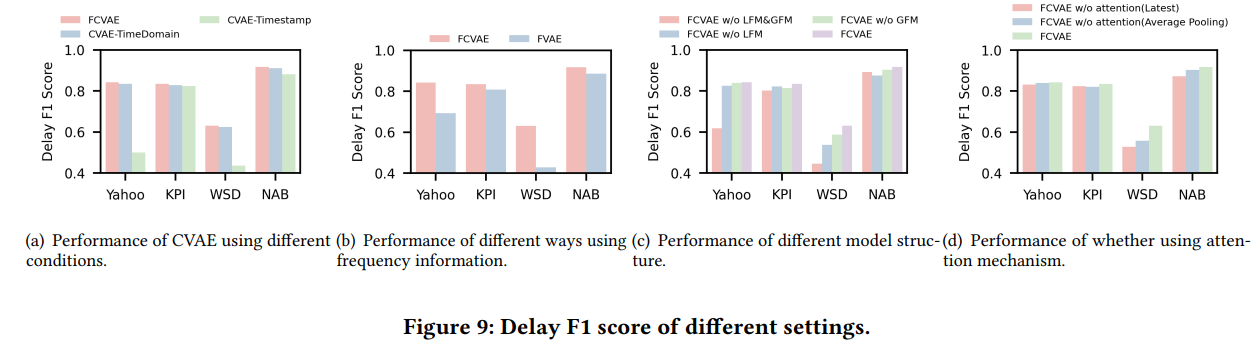 FCVAE
CVAE-Timestamp
CVAE-TimeDomain
Delay F1 Score
1.0
0.8
0.6
0.4
Yahoo KPI WSD NAB
(a) Performance of CVAE using different
conditions.
FCVAE FVAE
Delay F1 Score
1.0
0.8
0.6
0.4
Yahoo KPI WSD NAB
(b) Performance of different ways using
frequency information.
FCVAE w/o LFM&GFM
FCVAE w/o GFM
FCVAE w/o LFM
FCVAE
Delay F1 Score
1.0
0.8
0.6
0.4
Yahoo KPI WSD NAB
(c) Performance of different model struc-
ture.
FCVAE w/o attention(Latest)
FCVAE w/o attention(Average Pooling)
FCVAE
Delay F1 Score
1.0
0.8
0.6
0.4
Yahoo KPI WSD NAB
(d) Performance of whether using atten-
tion mechanism.
Figure 9: Delay F1 score of different settings.